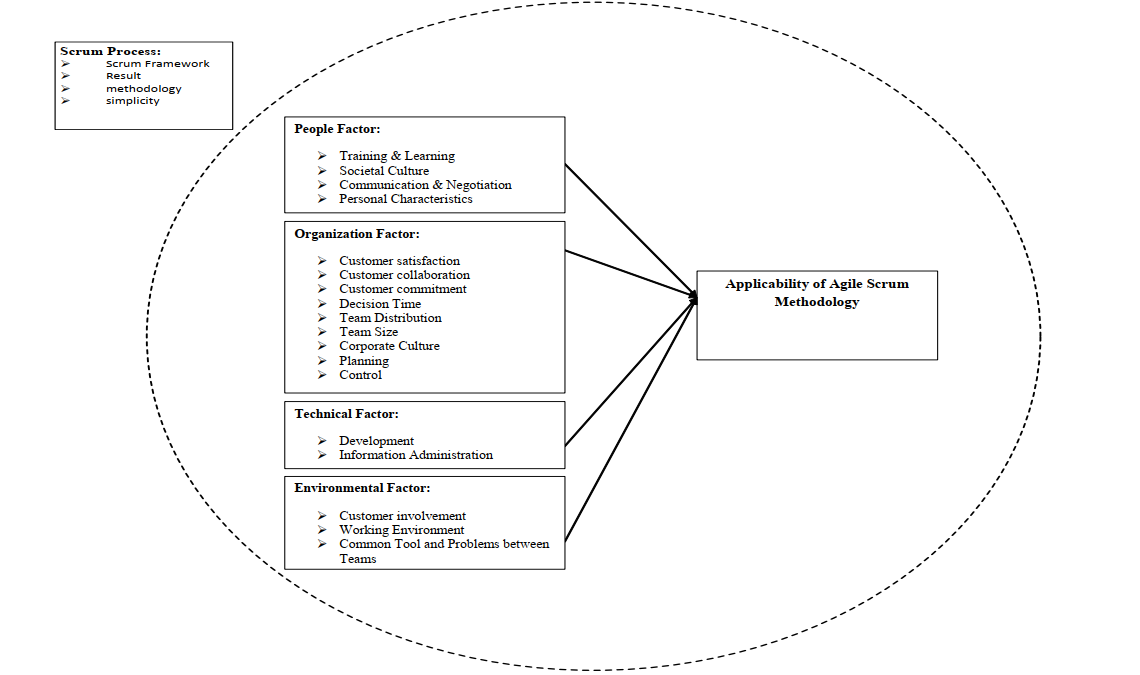 Scrum Process:
➢ Scrum Framework
➢ Result
➢ methodology
➢ simplicity
People Factor:
➢ Training & Learning
➢ Societal Culture
➢ Communication & Negotiation
➢ Personal Characteristics
Organization Factor:
➢ Customer satisfaction
➢ Customer collaboration
➢ Customer commitment
➢ Decision Time
➢ Team Distribution
➢ Team Size
➢ Corporate Culture
➢ Planning
➢ Control
Technical Factor:
➢ Development
➢ Information Administration
Environmental Factor:
➢ Customer involvement
➢ Working Environment
➢ Common Tool and Problems between
Teams
Applicability of Agile Scrum
Methodology